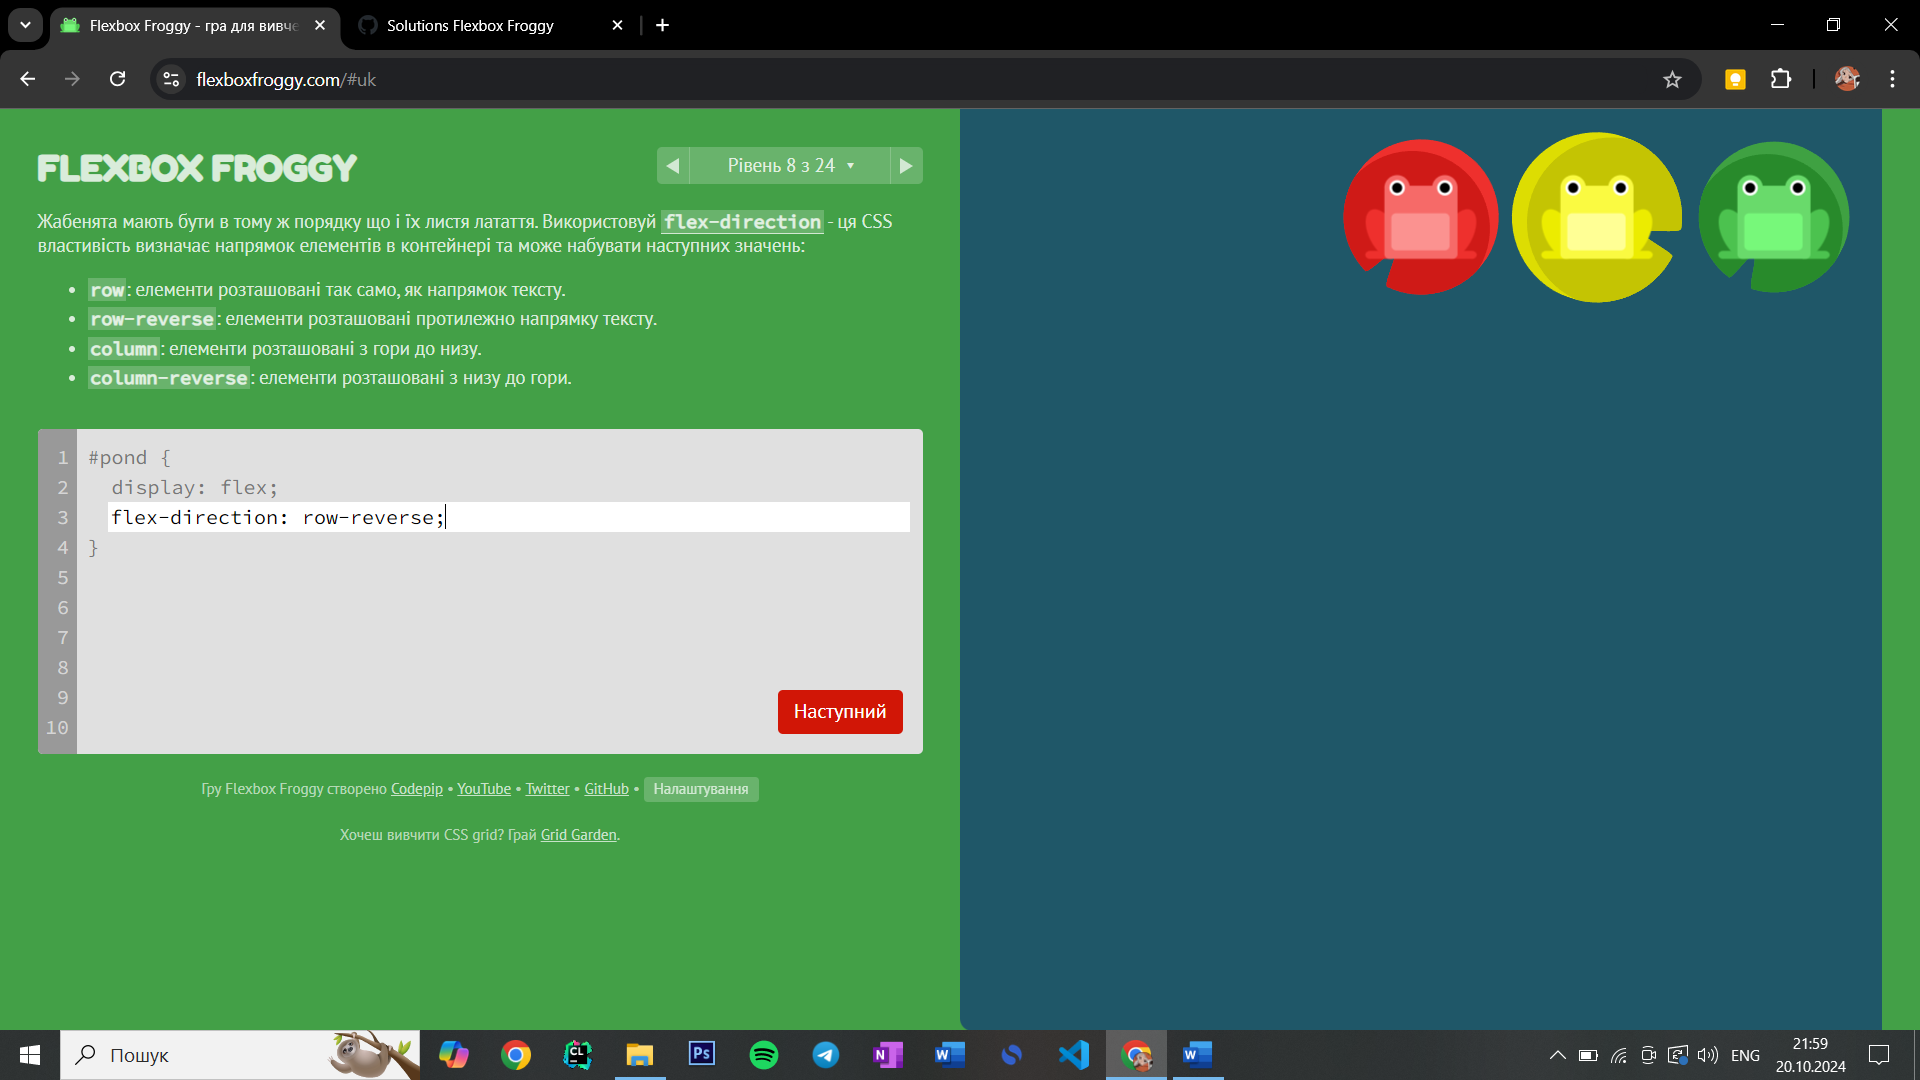 Flexbox Froggy - гра для вивче
Solutions Flexbox Froggy
flexboxfroggy.com/#uk
FLEXBOX FROGGY
Рівень 8 з 24
Жабенята мають бути в тому ж порядку що і їх листя латаття. Використовуй flex-direction - ця CSS
властивість визначає напрямок елементів в контейнері та може набувати наступних значень:
row: елементи розташовані так само, як напрямок тексту.
row-reverse: елементи розташовані протилежно напрямку тексту.
column: елементи розташовані з гори до низу.
column-reverse: елементи розташовані з низу до гори.
1 #pond {
2 display: flex;
3 flex-direction: row-reverse;
4 }
5
6
7
8
9
10
Наступний
Гру Flexbox Froggy створено Codepip • YouTube • Twitter • GitHub • Налаштування
Хочеш вивчити CSS grid? Грай Grid Garden.
Пошук
CL
Ps
N
W
W
ENG
21:59
20.10.2024